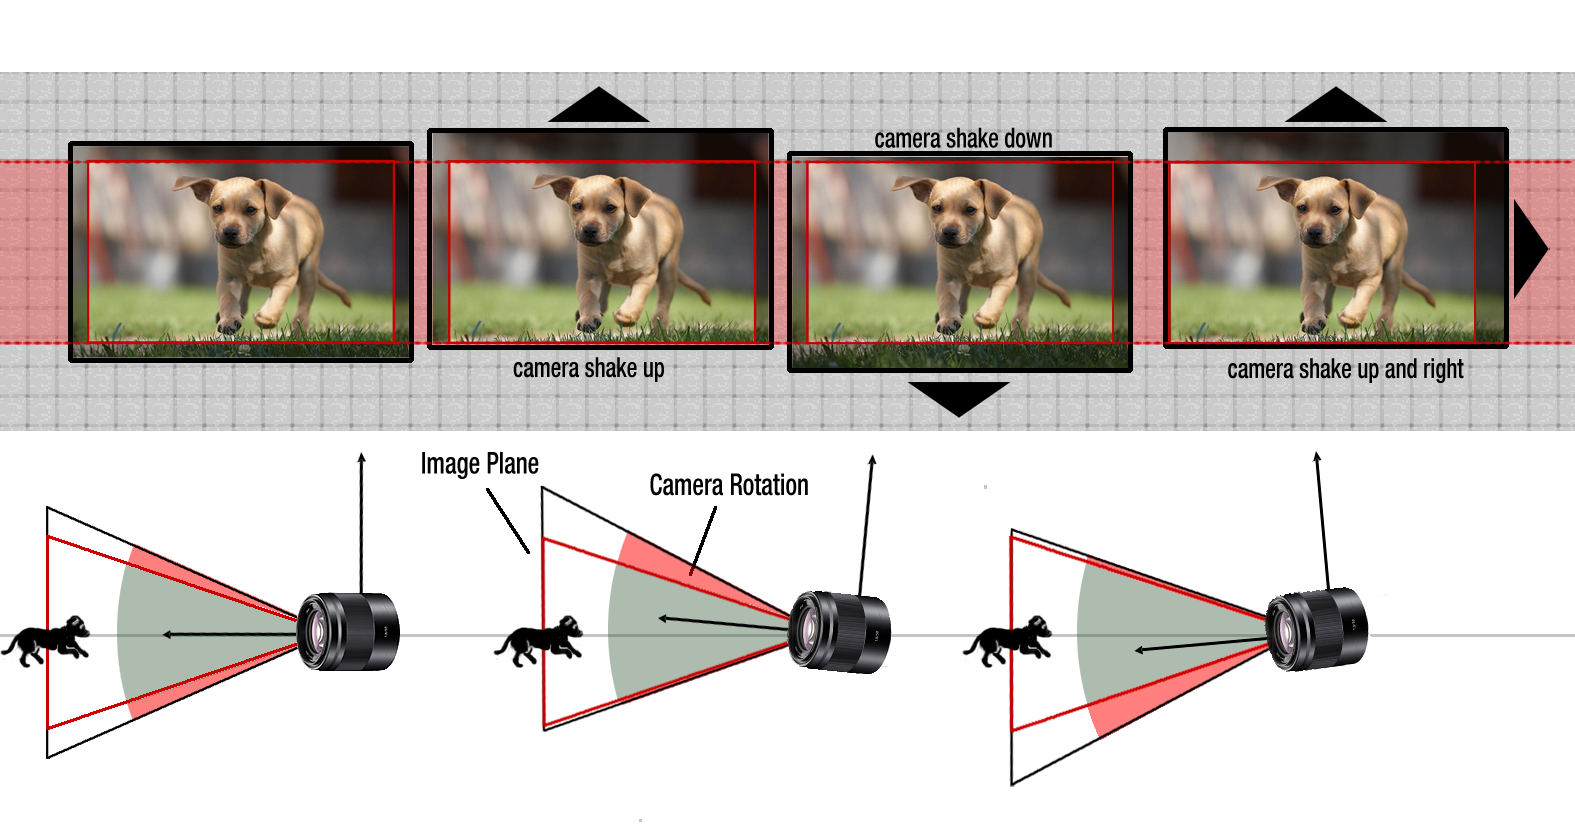 camera shake down
camera shake up
camera shake up and right
Image Plane
Camera Rotation